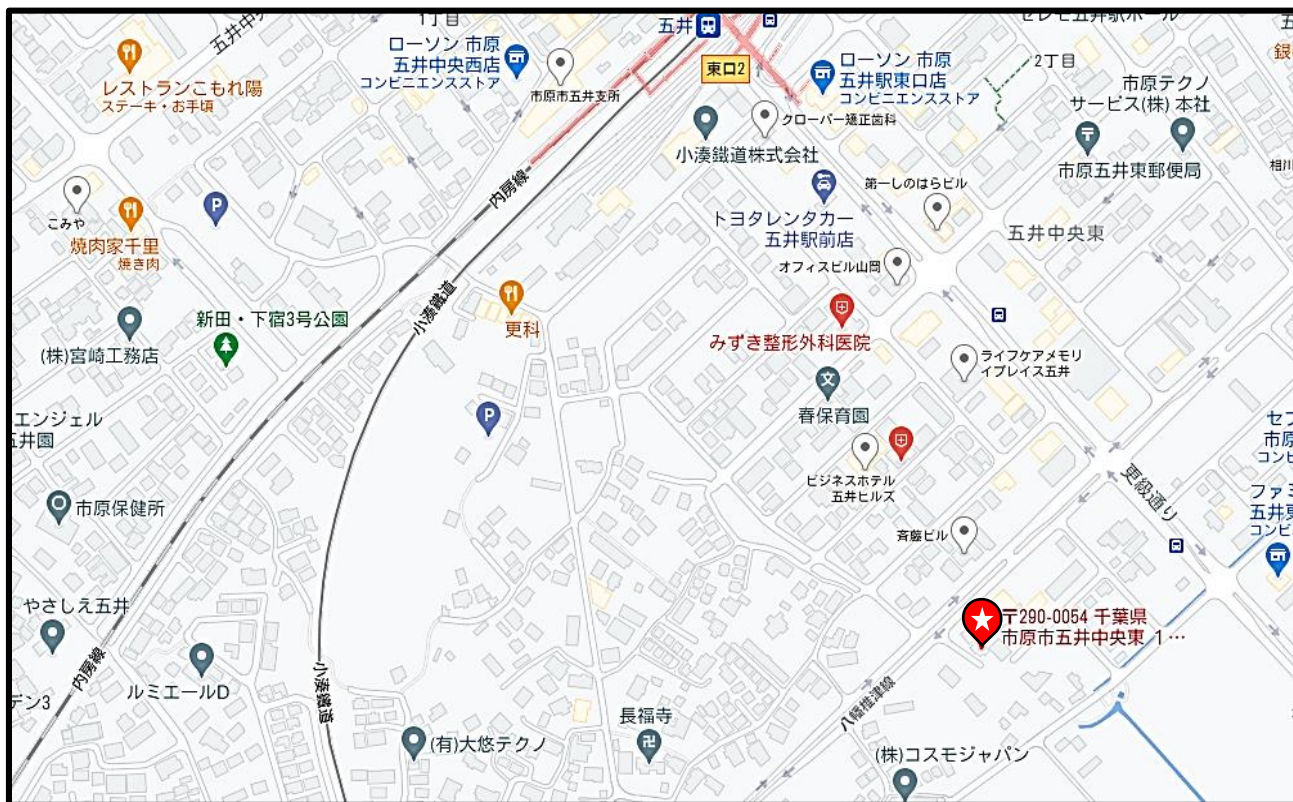 五井中央
1丁目
五井
セレモ五井駅ホール
ローソン 市原
五井中央西店
コンビニエンスストア
市原市五井支所
東口2
ローソン 市原
五井駅東口店
コンビニエンスストア
2丁目
レストランこもれ陽
ステーキ・お手頃
市原テクノ
サービス(株) 本社
クローバー矯正歯科
小湊鐵道株式会社
市原五井東郵便局
内房線
P
こみや
焼肉家千里
焼き肉
トヨタレンタカー
五井駅前店
第一しのはらビル
五井中央東
オフィスビル山岡
小湊鐵道
新田・下宿3号公園
更科
(株)宮崎工務店
みずき整形外科医院
ライフケアメモリ
イプレイス五井
文
春保育園
P
エンジェル
五井園
ビジネスホテル
五井ヒルズ
更級通り
市原保健所
斉藤ビル
コンビニ
やさしえ五井
〒290-0054 千葉県
市原市五井中央東 1…
内房線
ルミエールD
小湊鐵道
デン3
八幡椎津線
長福寺
(有)大悠テクノ
(株)コスモジャパン